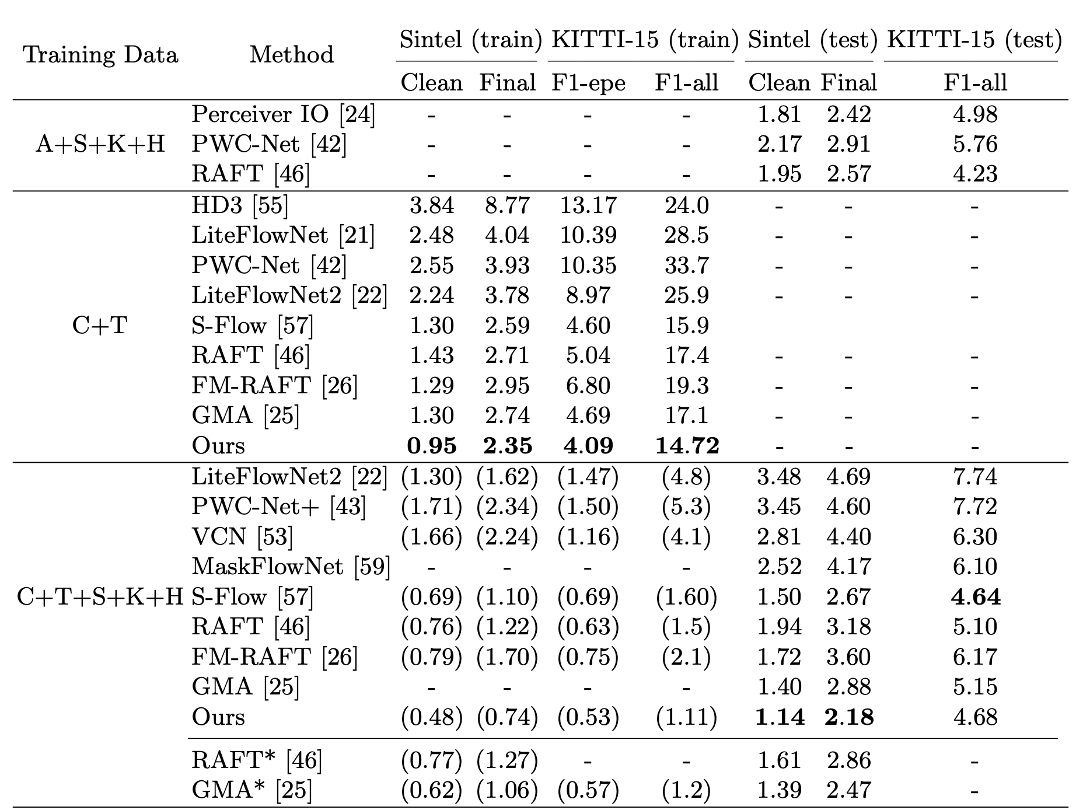 Training Data Method Sintel (train) KITTI-15 (train) Sintel (test) KITTI-15 (test)
Clean Final F1-epe F1-all Clean Final F1-all
Perceiver IO [24] - - - - 1.81 2.42 4.98
A+S+K+H PWC-Net [42] - - - - 2.17 2.91 5.76
RAFT [46] - - - - 1.95 2.57 4.23
HD3 [55] 3.84 8.77 13.17 24.0 - - -
LiteFlowNet [21] 2.48 4.04 10.39 28.5 - - -
PWC-Net [42] 2.55 3.93 10.35 33.7 - - -
LiteFlowNet2 [22] 2.24 3.78 8.97 25.9 - - -
C+T S-Flow [57] 1.30 2.59 4.60 15.9
RAFT [46] 1.43 2.71 5.04 17.4 - - -
FM-RAFT [26] 1.29 2.95 6.80 19.3 - - -
GMA [25] 1.30 2.74 4.69 17.1 - - -
Ours 0.95 2.35 4.09 14.72 - - -
LiteFlowNet2 [22] (1.30) (1.62) (1.47) (4.8) 3.48 4.69 7.74
PWC-Net+ [43] (1.71) (2.34) (1.50) (5.3) 3.45 4.60 7.72
VCN [53] (1.66) (2.24) (1.16) (4.1) 2.81 4.40 6.30
MaskFlowNet [59] - - - - 2.52 4.17 6.10
C+T+S+K+H S-Flow [57] (0.69) (1.10) (0.69) (1.60) 1.50 2.67 4.64
RAFT [46] (0.76) (1.22) (0.63) (1.5) 1.94 3.18 5.10
FM-RAFT [26] (0.79) (1.70) (0.75) (2.1) 1.72 3.60 6.17
GMA [25] - - - - 1.40 2.88 5.15
Ours (0.48) (0.74) (0.53) (1.11) 1.14 2.18 4.68
RAFT* [46] (0.77) (1.27) - - 1.61 2.86 -
GMA* [25] (0.62) (1.06) (0.57) (1.2) 1.39 2.47 -